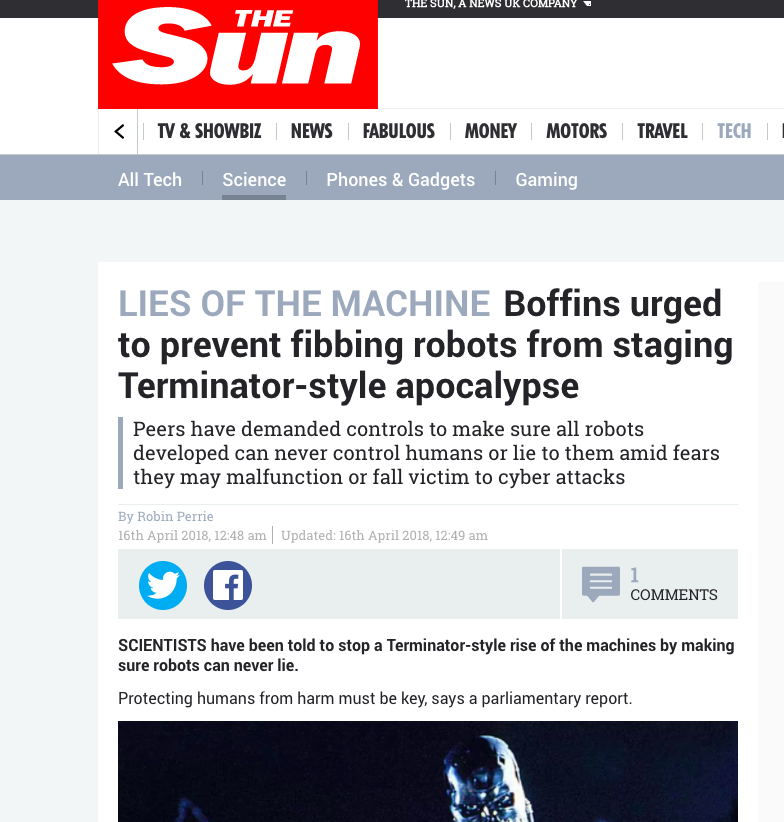 THE SUN, A NEWS UK COMPANY
THE
Sun
TV & SHOWBIZ NEWS FABULOUS MONEY MOTORS TRAVEL TECH
All Tech Science Phones & Gadgets Gaming
LIES OF THE MACHINE Boffins urged
to prevent fibbing robots from staging
Terminator-style apocalypse
Peers have demanded controls to make sure all robots
developed can never control humans or lie to them amid fears
they may malfunction or fall victim to cyber attacks
By Robin Perrie
16th April 2018, 12:48 am Updated: 16th April 2018, 12:49 am
1
COMMENTS
SCIENTISTS have been told to stop a Terminator-style rise of the machines by making
sure robots can never lie.
Protecting humans from harm must be key, says a parliamentary report.